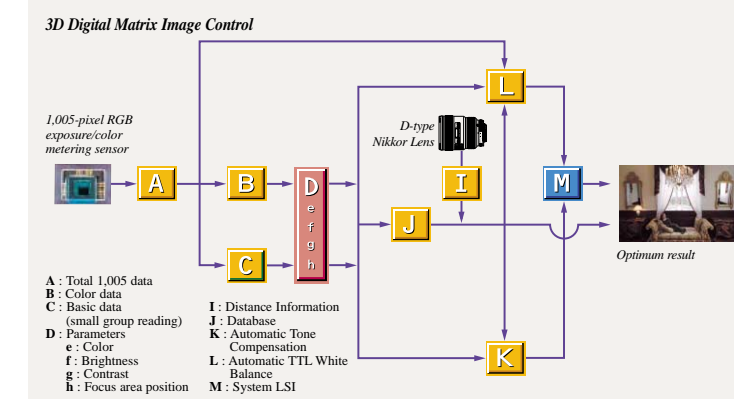 3D Digital Matrix Image Control
1,005-pixel RGB
exposure/color
metering sensor
A
B
C
D
e
f
g
h
D-type
Nikkor Lens
I
J
L
K
M
Optimum result
A : Total 1,005 data
B : Color data
C : Basic data
(small group reading)
D : Parameters
e : Color
f : Brightness
g : Contrast
h : Focus area position
I : Distance Information
J : Database
K : Automatic Tone
Compensation
L : Automatic TTL White
Balance
M : System LSI